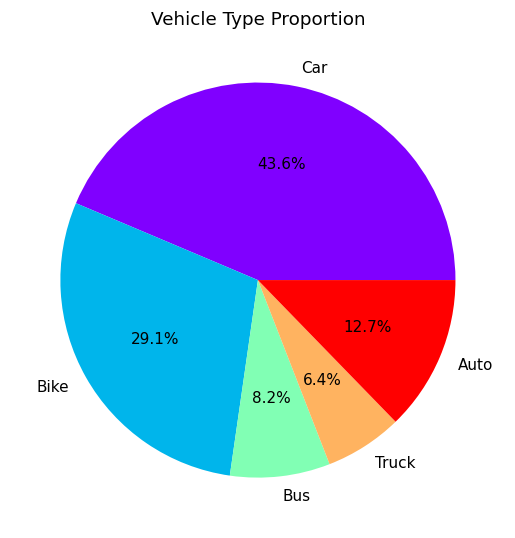 Vehicle Type Proportion
Car
43.6%
29.1%
Bike
8.2%
Bus
6.4%
Truck
12.7%
Auto